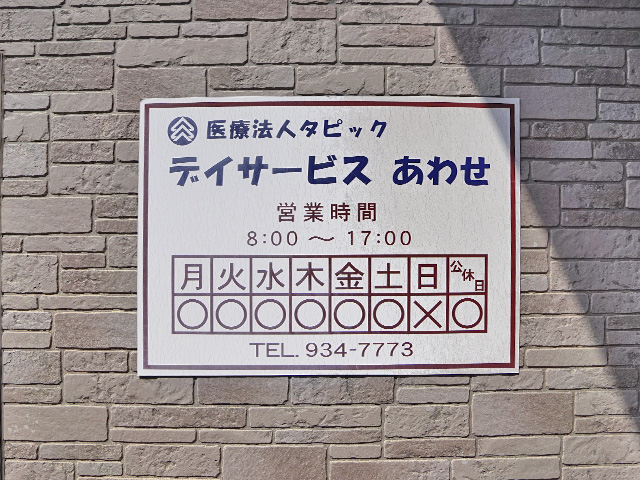 医療法人タピック
デイサービス あわせ
営業時間
8:00 〜 17:00
月 火 水 木 金 土 日 公休日
○ ○ ○ ○ ○ ○ × ○
TEL. 934-7773